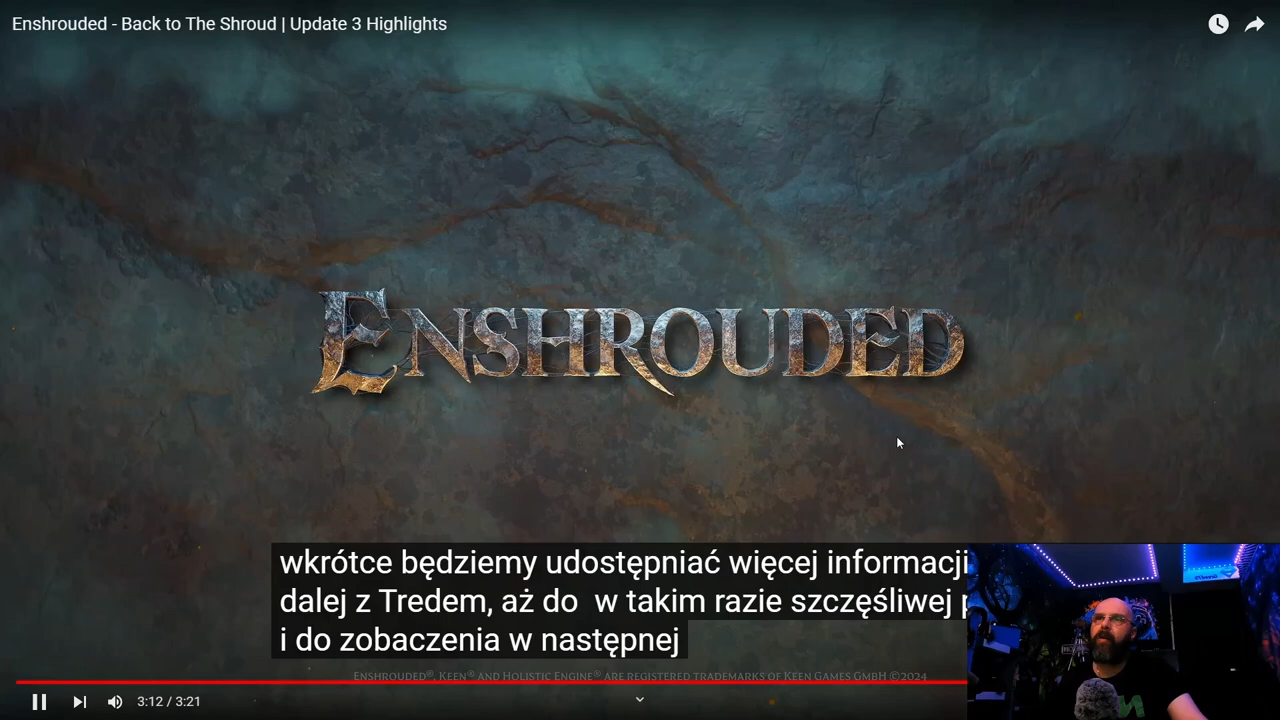 Enshrouded - Back to The Shroud | Update 3 Highlights
ENSHROUDED
wkrótce będziemy udostępniać więcej informacji
dalej z Tredem, aż do w takim razie szczęśliwej
i do zobaczenia w następnej
ENSHROUDED®, KEEN® AND HOLISTIC ENGINE® ARE REGISTERED TRADEMARKS OF KEEN GAMES GMBH ©2024
3:12 / 3:21